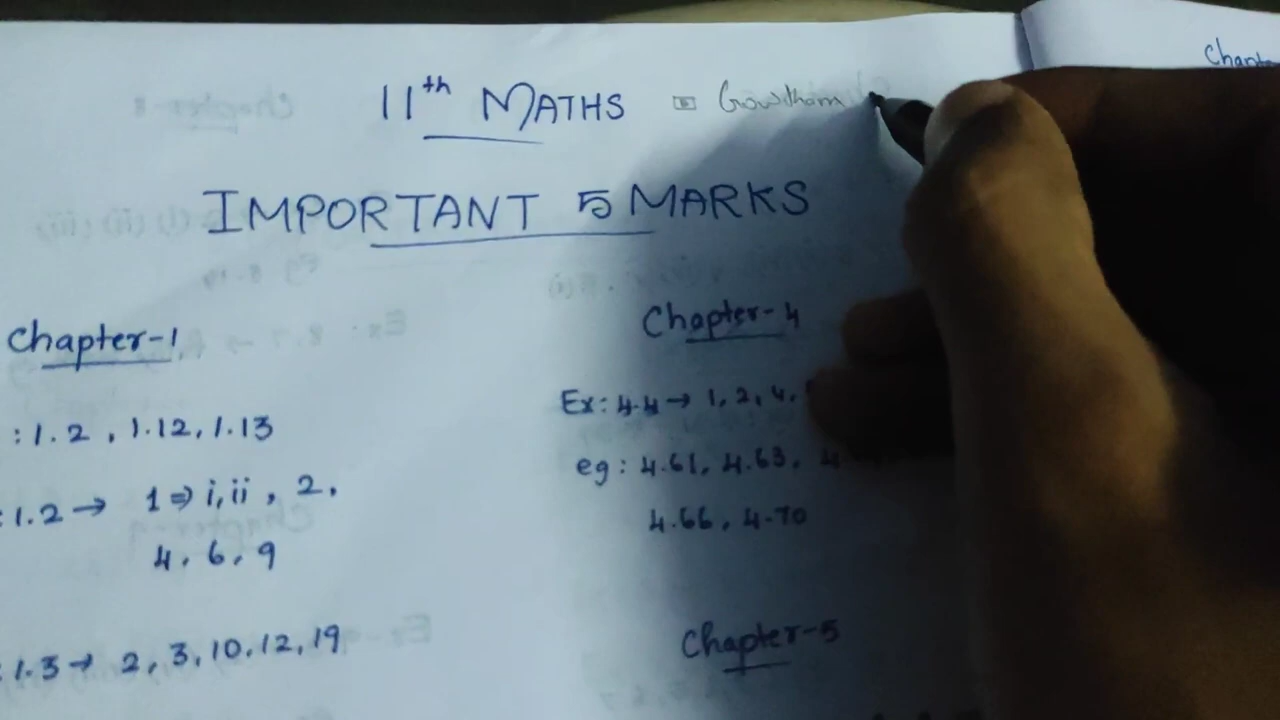 11th MATHS Gowtham
IMPORTANT 5 MARKS
Chapter-1
: 1.2 , 1.12, 1.13
: 1.2 → 1 ⇒ i, ii , 2,
4, 6, 9
: 1.3 → 2, 3, 10, 12, 19
Chapter-4
Ex: 4.4 → 1, 2, 4,
eg: 4.61, 4.63, 4
4.66, 4.70
Chapter-5